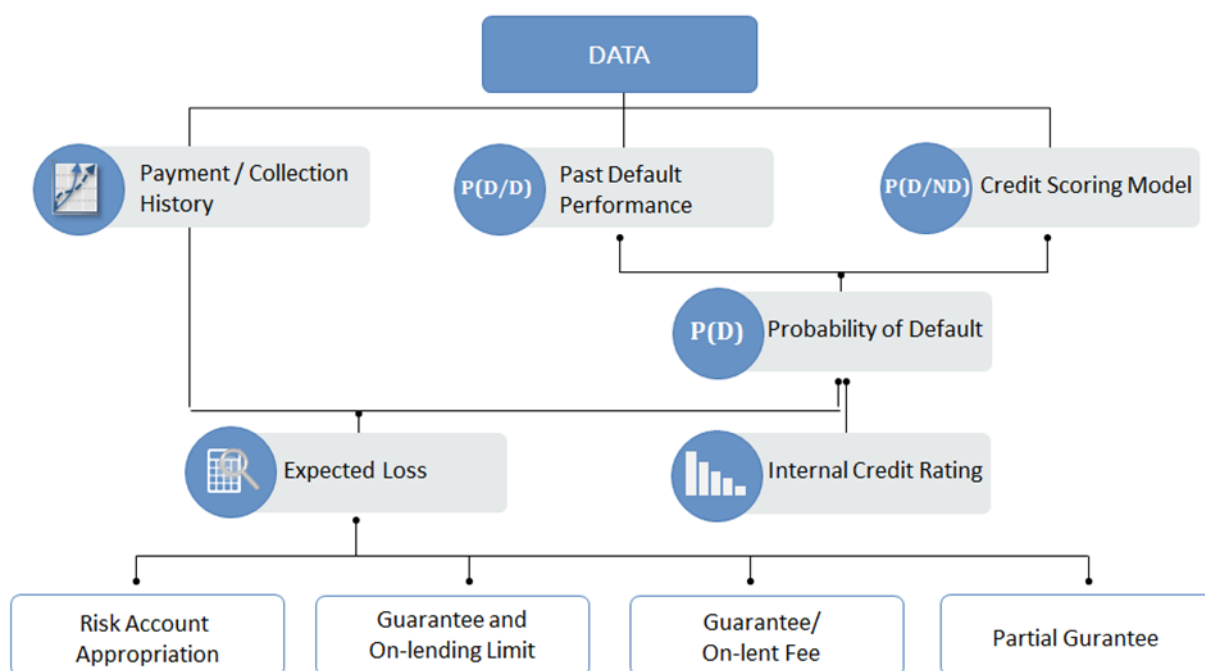 DATA
Payment / Collection
History
P(D/D)
Past Default
Performance
P(D/ND)
Credit Scoring Model
P(D)
Probability of Default
Expected Loss
Internal Credit Rating
Risk Account
Appropriation
Guarantee and
On-lending Limit
Guarantee/
On-lent Fee
Partial Gurantee